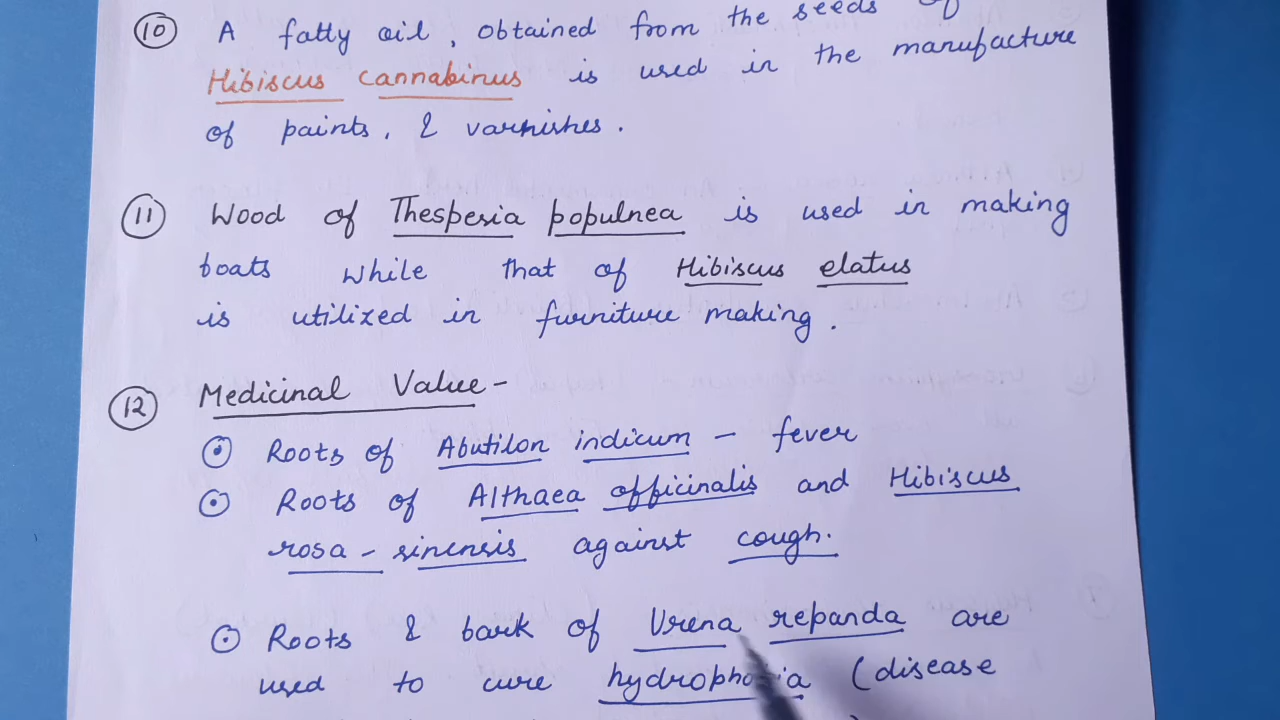 10 A fatty oil, obtained from the seeds of
Hibiscus cannabinus is used in the manufacture
of paints, & varnishes.
11 Wood of Thespesia populnea is used in making
boats while that of Hibiscus elatus
is utilized in furniture making.
12 Medicinal Value -
Roots of Abutilon indicum - fever
Roots of Althaea officinalis and Hibiscus
rosa-sinensis against cough.
Roots & bark of Urena repanda are
used to cure hydrophobia (disease